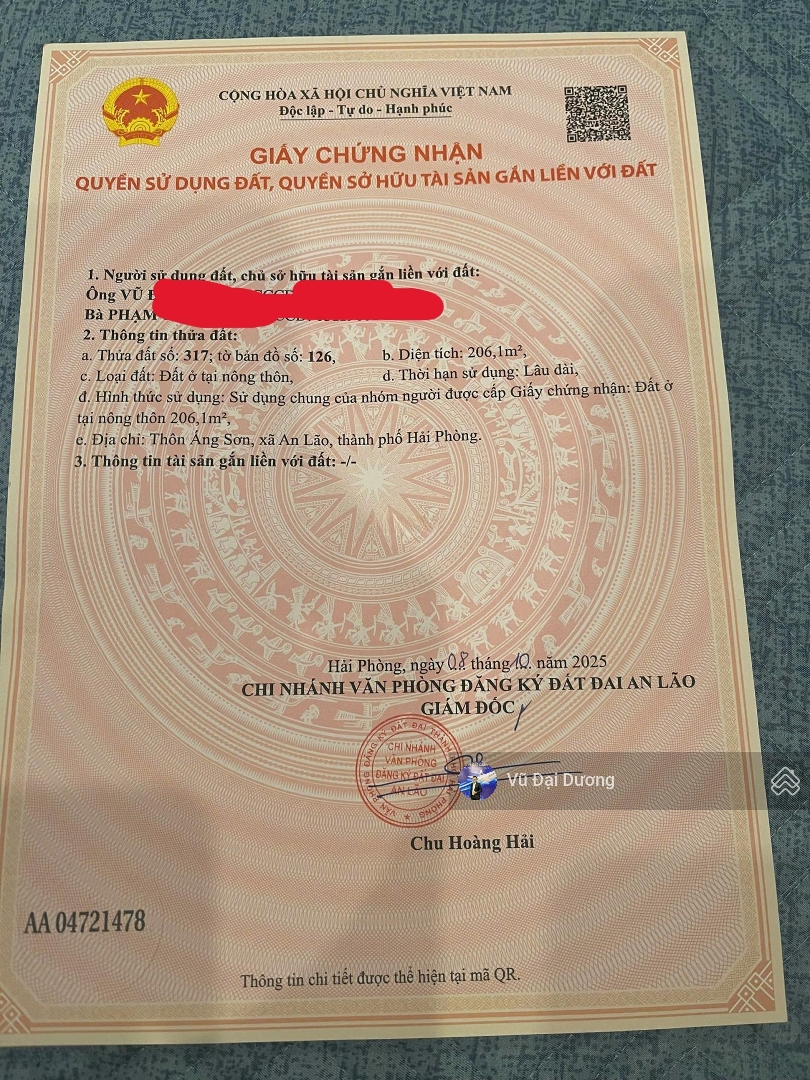 CỘNG HÒA XÃ HỘI CHỦ NGHĨA VIỆT NAM
Độc lập - Tự do - Hạnh phúc
GIẤY CHỨNG NHẬN
QUYỀN SỬ DỤNG ĐẤT, QUYỀN SỞ HỮU TÀI SẢN GẮN LIỀN VỚI ĐẤT
1. Người sử dụng đất, chủ sở hữu tài sản gắn liền với đất:
Ông VŨ
Bà PHẠM
2. Thông tin thửa đất:
a. Thửa đất số: 317; tờ bản đồ số: 126, b. Diện tích: 206,1m²,
c. Loại đất: Đất ở tại nông thôn, d. Thời hạn sử dụng: Lâu dài,
đ. Hình thức sử dụng: Sử dụng chung của nhóm người được cấp Giấy chứng nhận: Đất ở
tại nông thôn 206,1m²,
e. Địa chỉ: Thôn Áng Sơn, xã An Lão, thành phố Hải Phòng.
3. Thông tin tài sản gắn liền với đất: -/-
Hải Phòng, ngày 08 tháng 10. năm 2025
CHI NHÁNH VĂN PHÒNG ĐĂNG KÝ ĐẤT ĐAI AN LÃO
GIÁM ĐỐC
CHI NHÁNH
VĂN PHÒNG
ĐĂNG KÝ ĐẤT ĐAI
AN LÃO
Vũ Đại Dương
Chu Hoàng Hải
AA 04721478
Thông tin chi tiết được thể hiện tại mã QR.